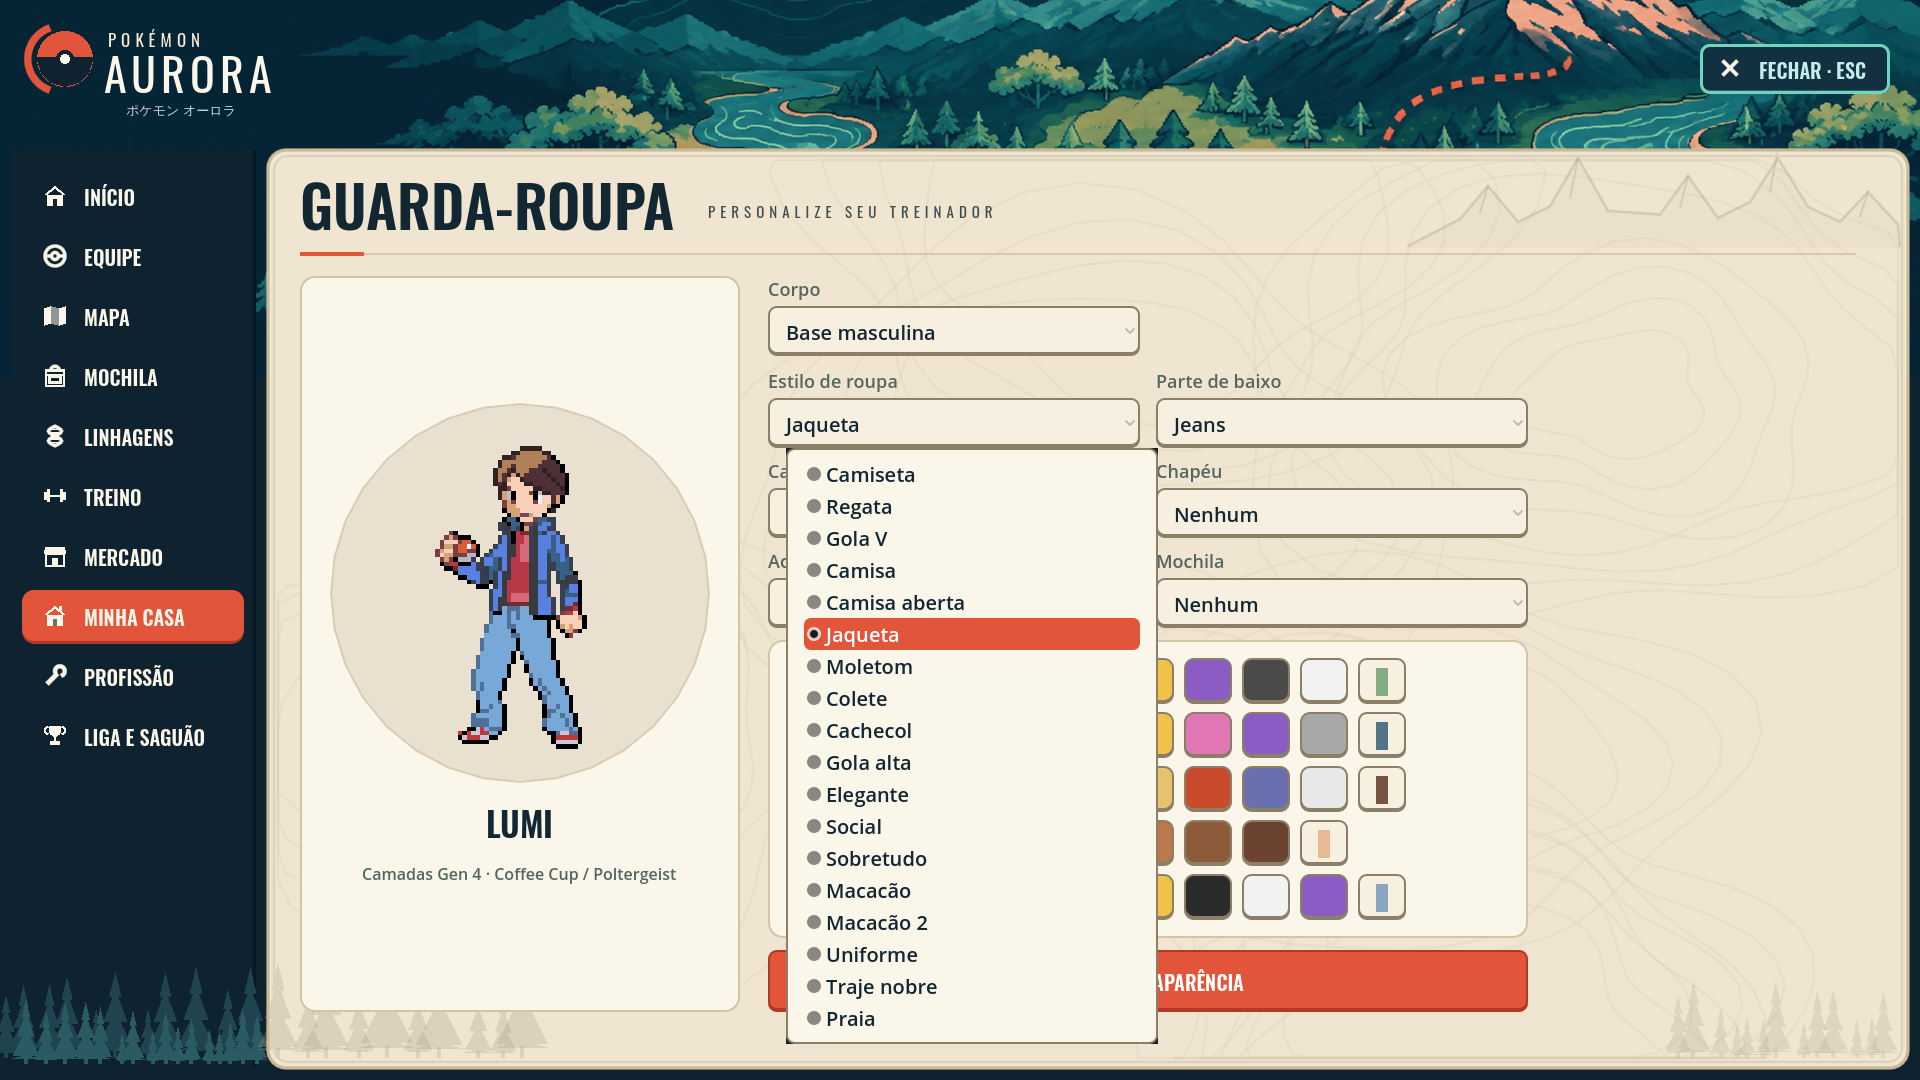 POKÉMON
AURORA
ポケモン オーロラ
FECHAR · ESC
INÍCIO
EQUIPE
MAPA
MOCHILA
LINHAGENS
TREINO
MERCADO
MINHA CASA
PROFISSÃO
LIGA E SAGUÃO
GUARDA-ROUPA
PERSONALIZE SEU TREINADOR
LUMI
Camadas Gen 4 · Coffee Cup / Poltergeist
Corpo
Base masculina
Estilo de roupa
Parte de baixo
Jaqueta
Jeans
Ca
Chapéu
Nenhum
Ac
Mochila
Nenhum
Camiseta
Regata
Gola V
Camisa
Camisa aberta
Jaqueta
Moletom
Colete
Cachecol
Gola alta
Elegante
Social
Sobretudo
Macacão
Macacão 2
Uniforme
Traje nobre
Praia
APARÊNCIA